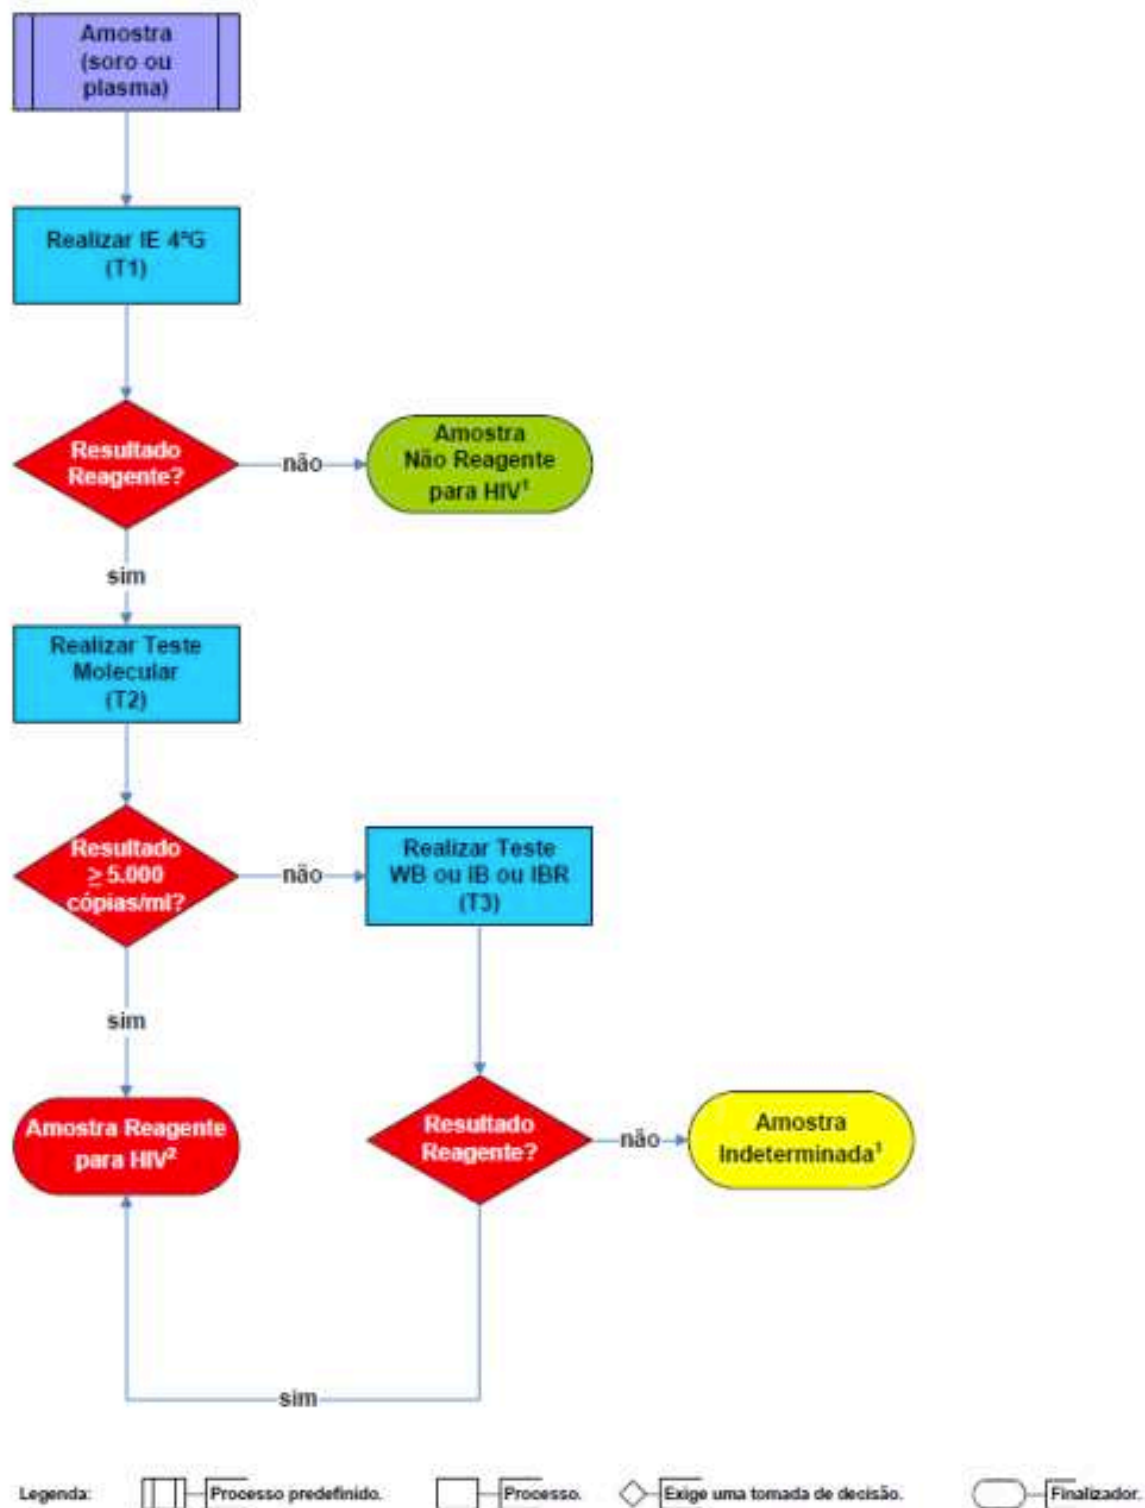 Amostra
(soro ou
plasma)
Realizar IE 4ªG
(T1)
Resultado
Reagente?
não
Amostra
Não Reagente
para HIV¹
sim
Realizar Teste
Molecular
(T2)
Resultado
≥ 5.000
cópias/ml?
não
Realizar Teste
WB ou IB ou IBR
(T3)
sim
Amostra Reagente
para HIV²
Resultado
Reagente?
não
Amostra
Indeterminada³
sim
Legenda:
Processo predefinido.
Processo.
Exige uma tomada de decisão.
Finalizador